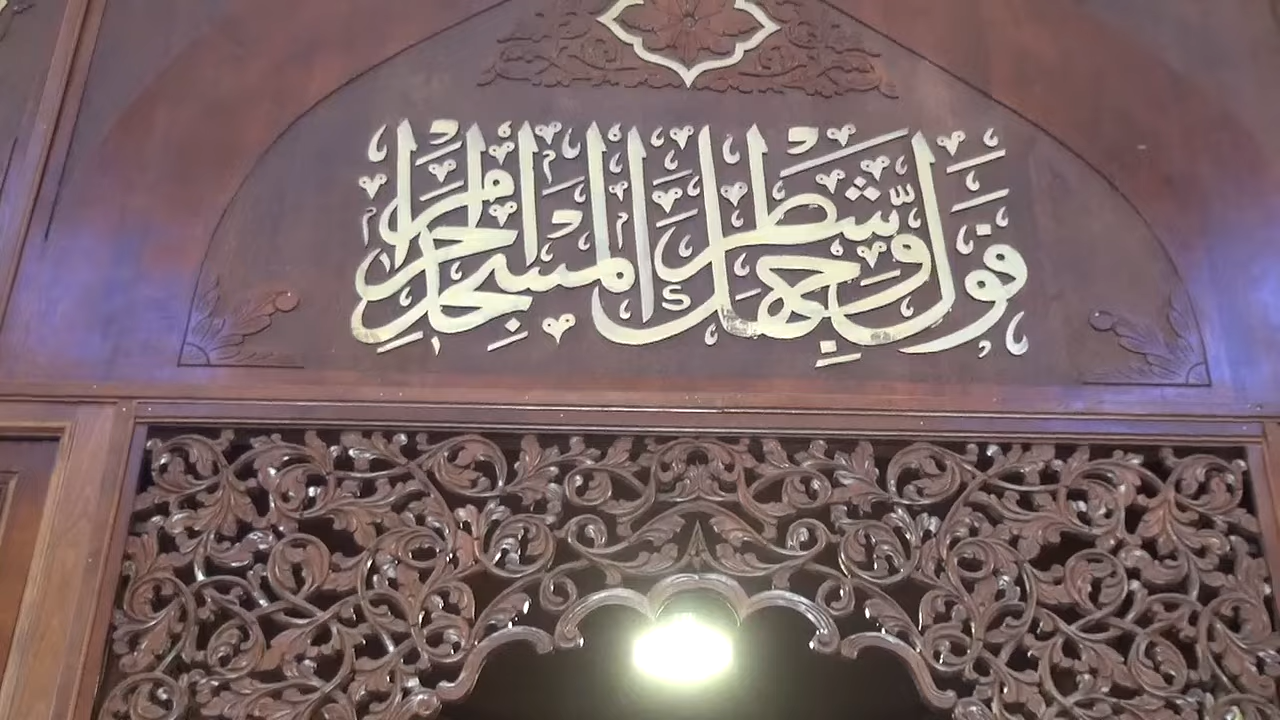 فَوَلِّ وَجْهَكَ شَطْرَ الْمَسْجِدِ الْحَرَامِ